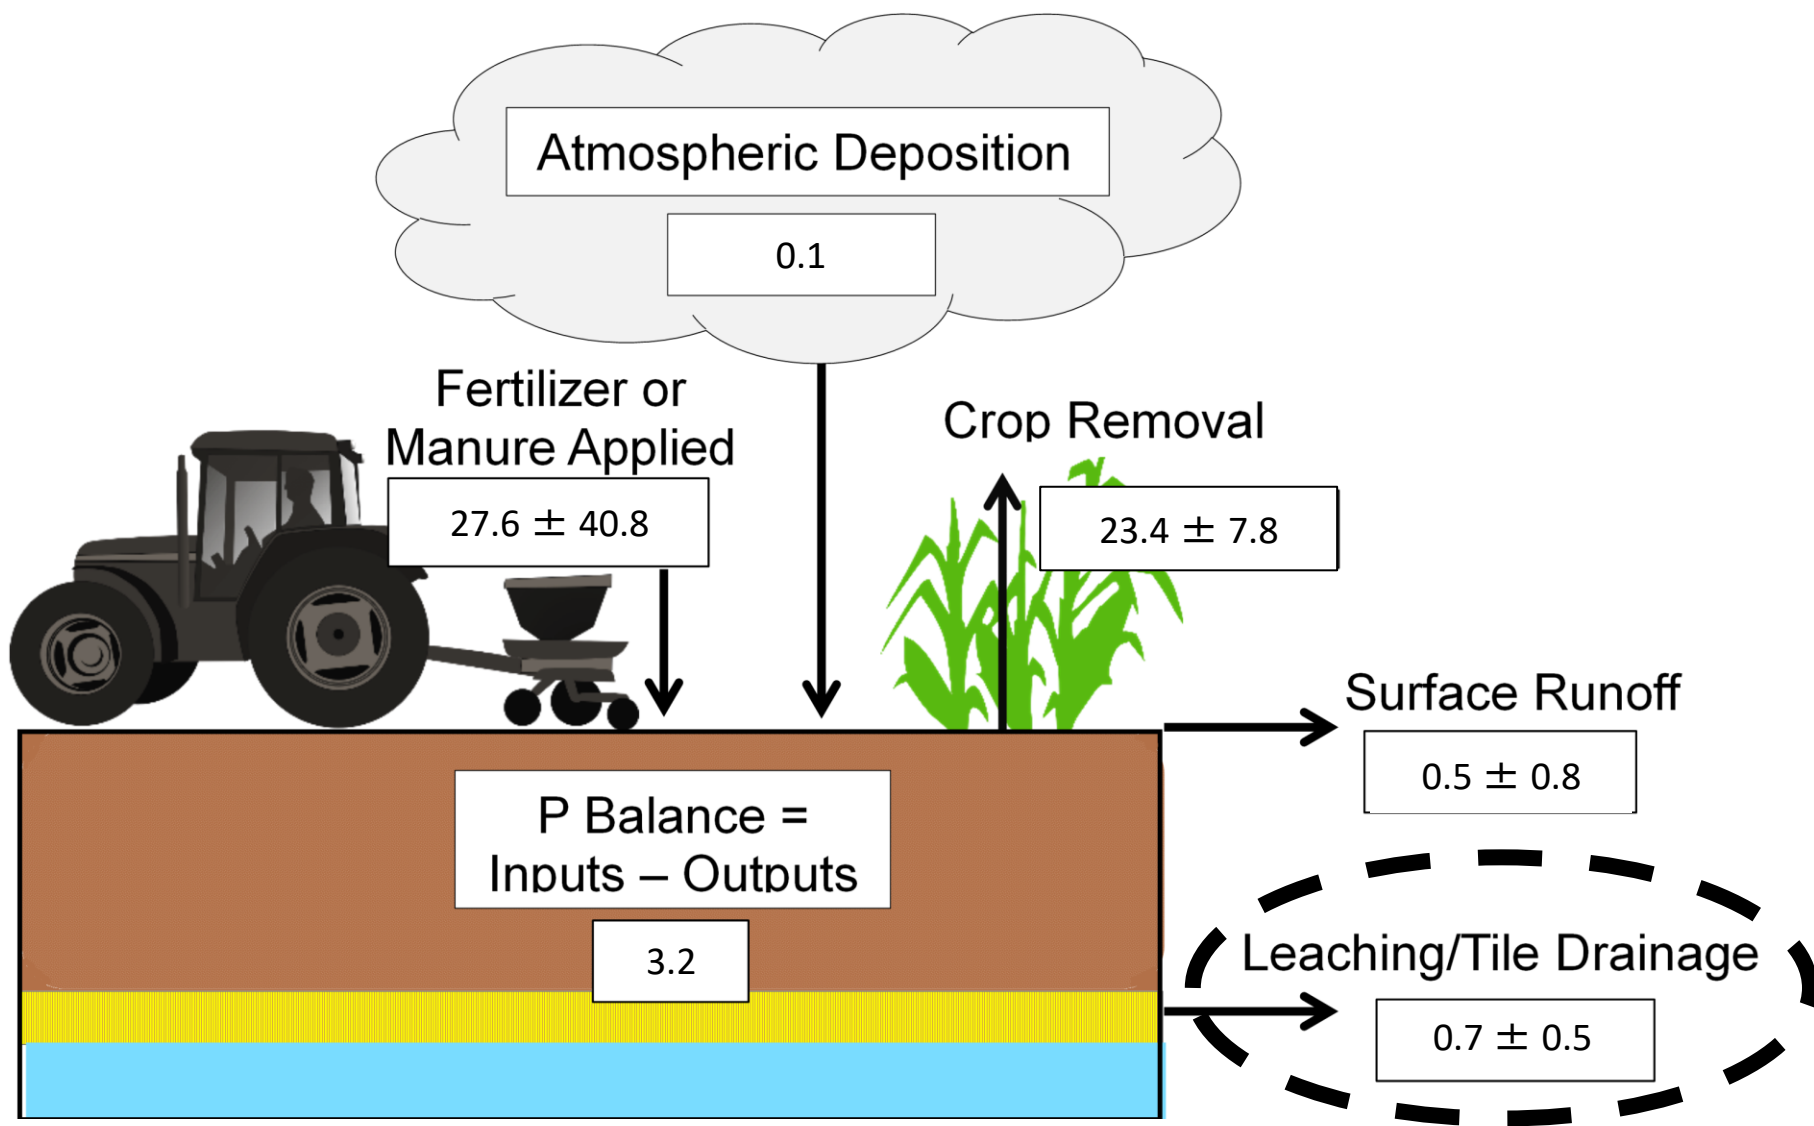 Atmospheric Deposition
0.1
Fertilizer or
Manure Applied
27.6 ± 40.8
Crop Removal
23.4 ± 7.8
Surface Runoff
0.5 ± 0.8
P Balance =
Inputs – Outputs
3.2
Leaching/Tile Drainage
0.7 ± 0.5